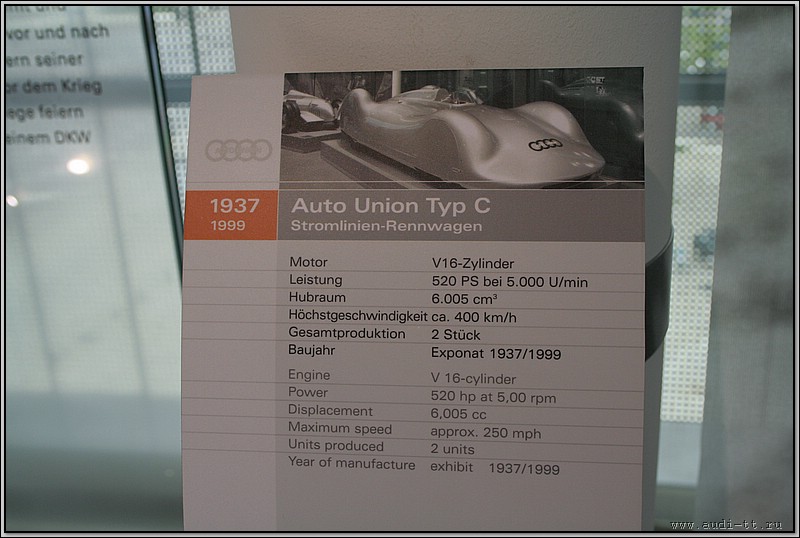 vor und nach
ern seiner
or dem Krieg
ege feiern
einem DKW
1937
1999
Auto Union Typ C
Stromlinien-Rennwagen
Motor V16-Zylinder
Leistung 520 PS bei 5.000 U/min
Hubraum 6.005 cm³
Höchstgeschwindigkeit ca. 400 km/h
Gesamtproduktion 2 Stück
Baujahr Exponat 1937/1999
Engine V 16-cylinder
Power 520 hp at 5,00 rpm
Displacement 6,005 cc
Maximum speed approx. 250 mph
Units produced 2 units
Year of manufacture exhibit 1937/1999
www.audi-tt.ru